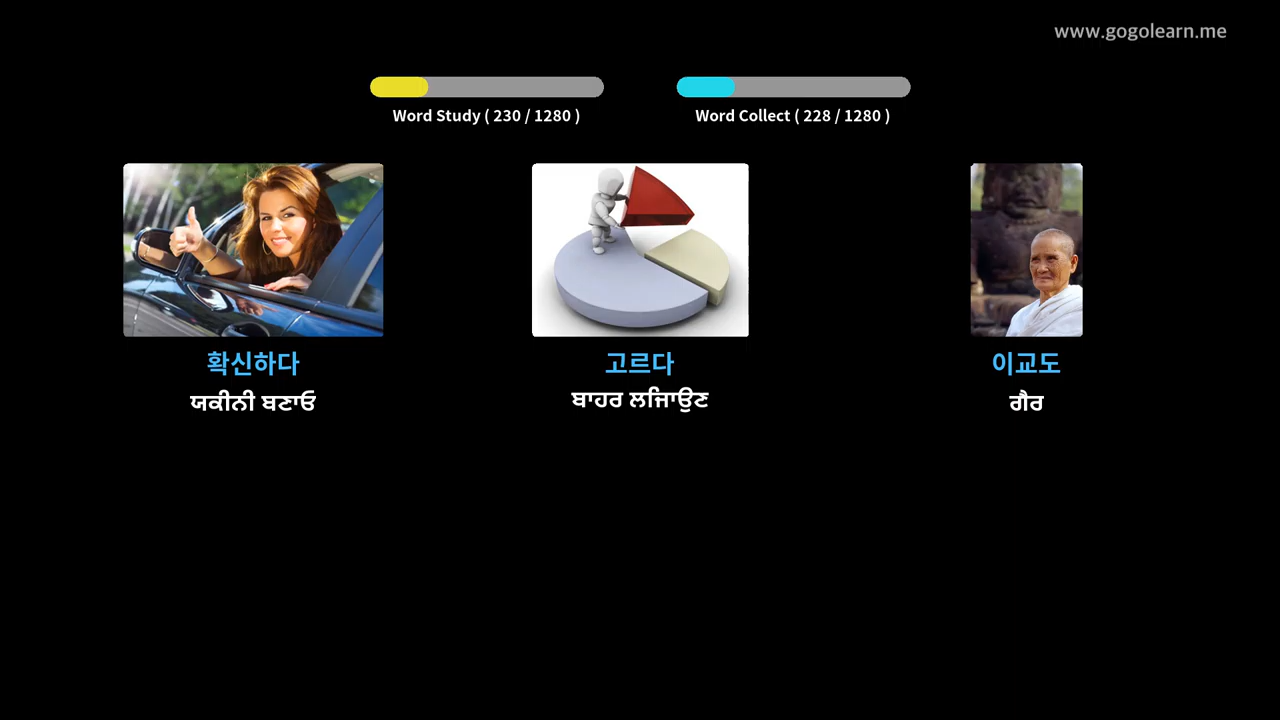 www.gogolearn.me
Word Study ( 230 / 1280 )
Word Collect ( 228 / 1280 )
확신하다
고르다
이교도
ਯਕੀਨੀ ਬਣਾਓ
ਬਾਹਰ ਲਜਿਾਉਣ
ਗੈਰ